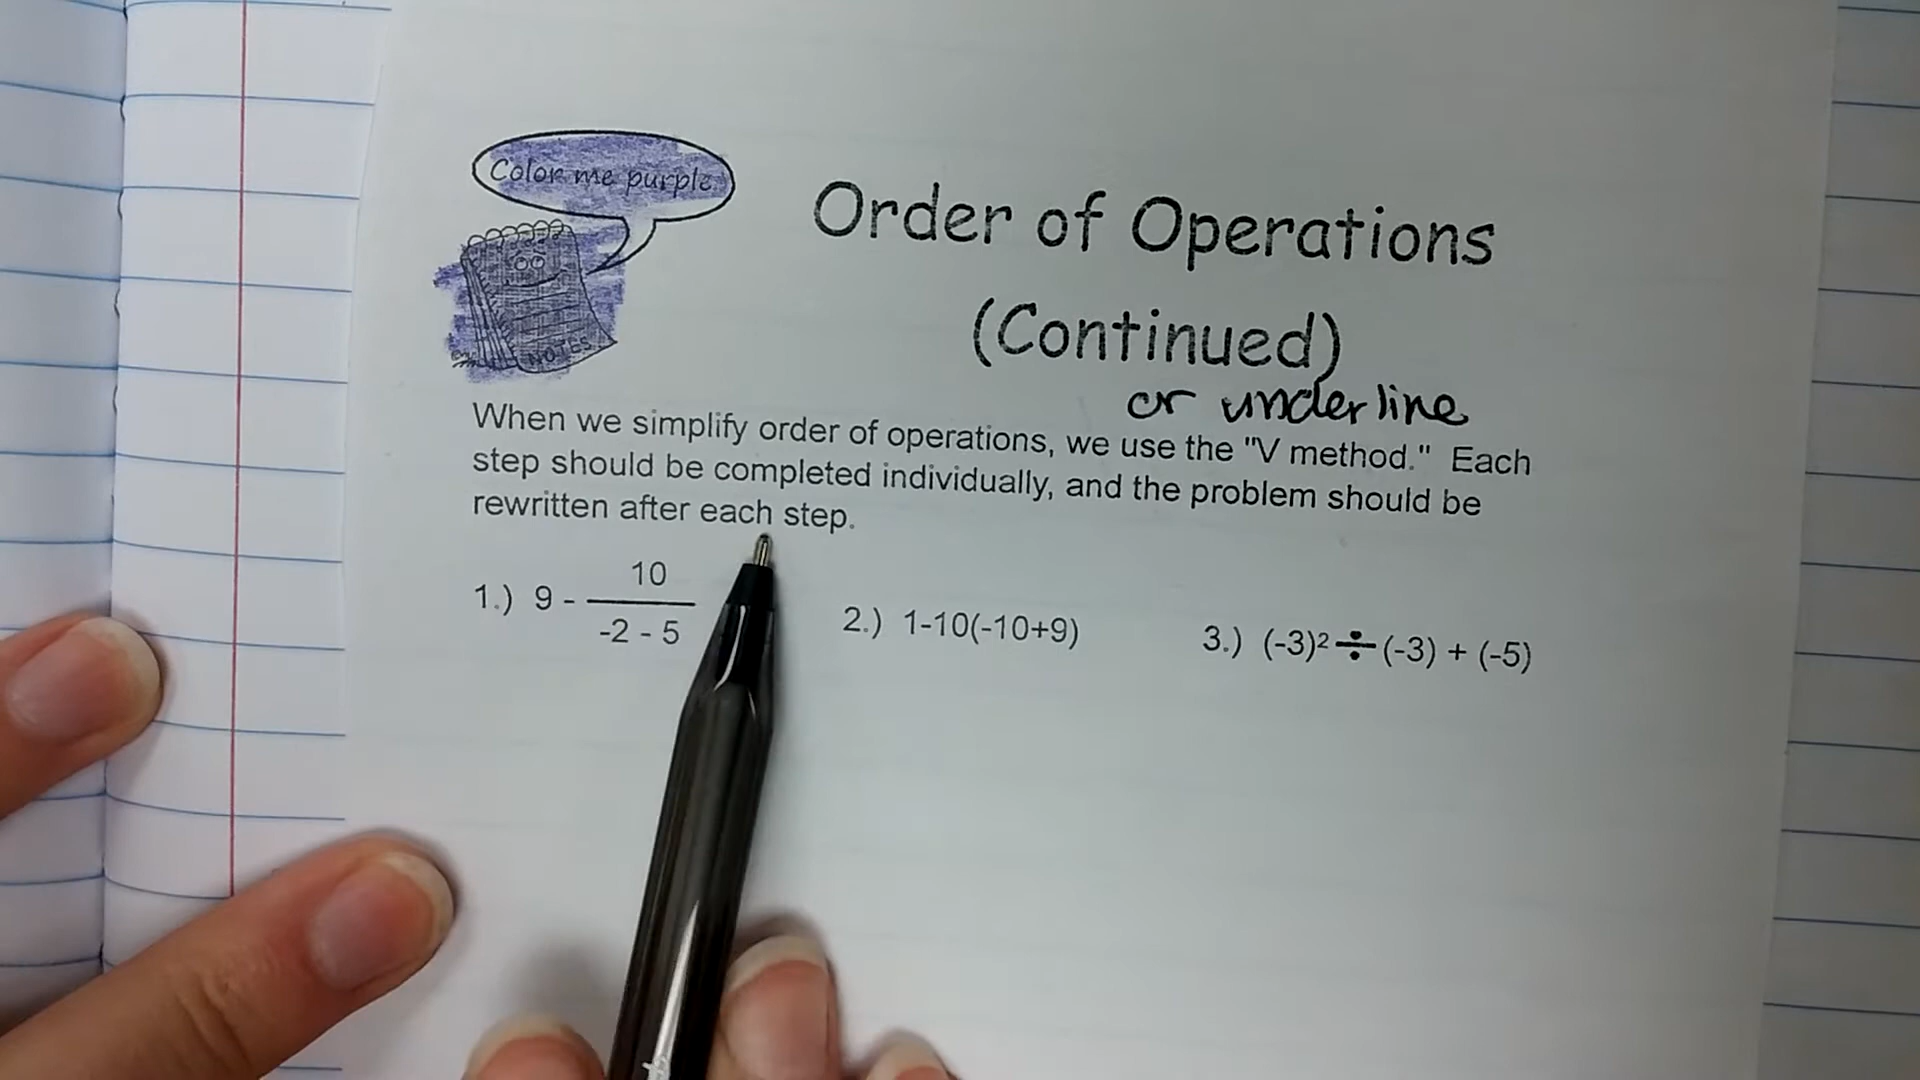 Color me purple
NOTES
Order of Operations
(Continued)
or underline
When we simplify order of operations, we use the "V method." Each
step should be completed individually, and the problem should be
rewritten after each step.
1.) 9 - 10
-2 - 5
2.) 1-10(-10+9)
3.) (-3)² ÷ (-3) + (-5)